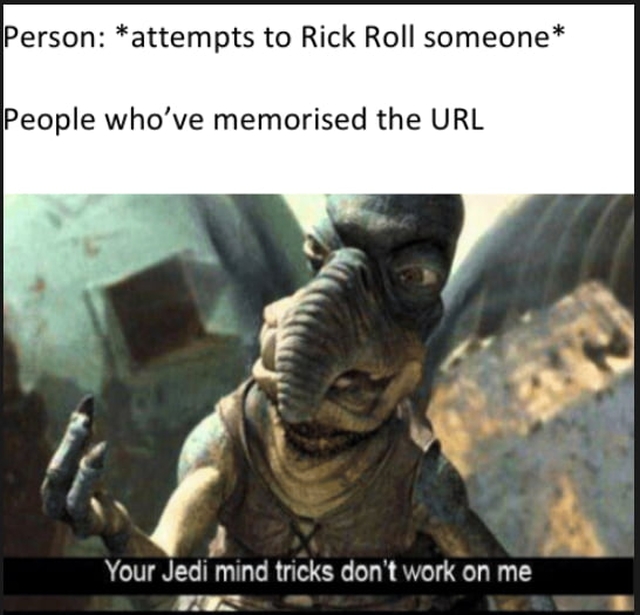 Person: *attempts to Rick Roll someone*
People who've memorised the URL
Your Jedi mind tricks don't work on me